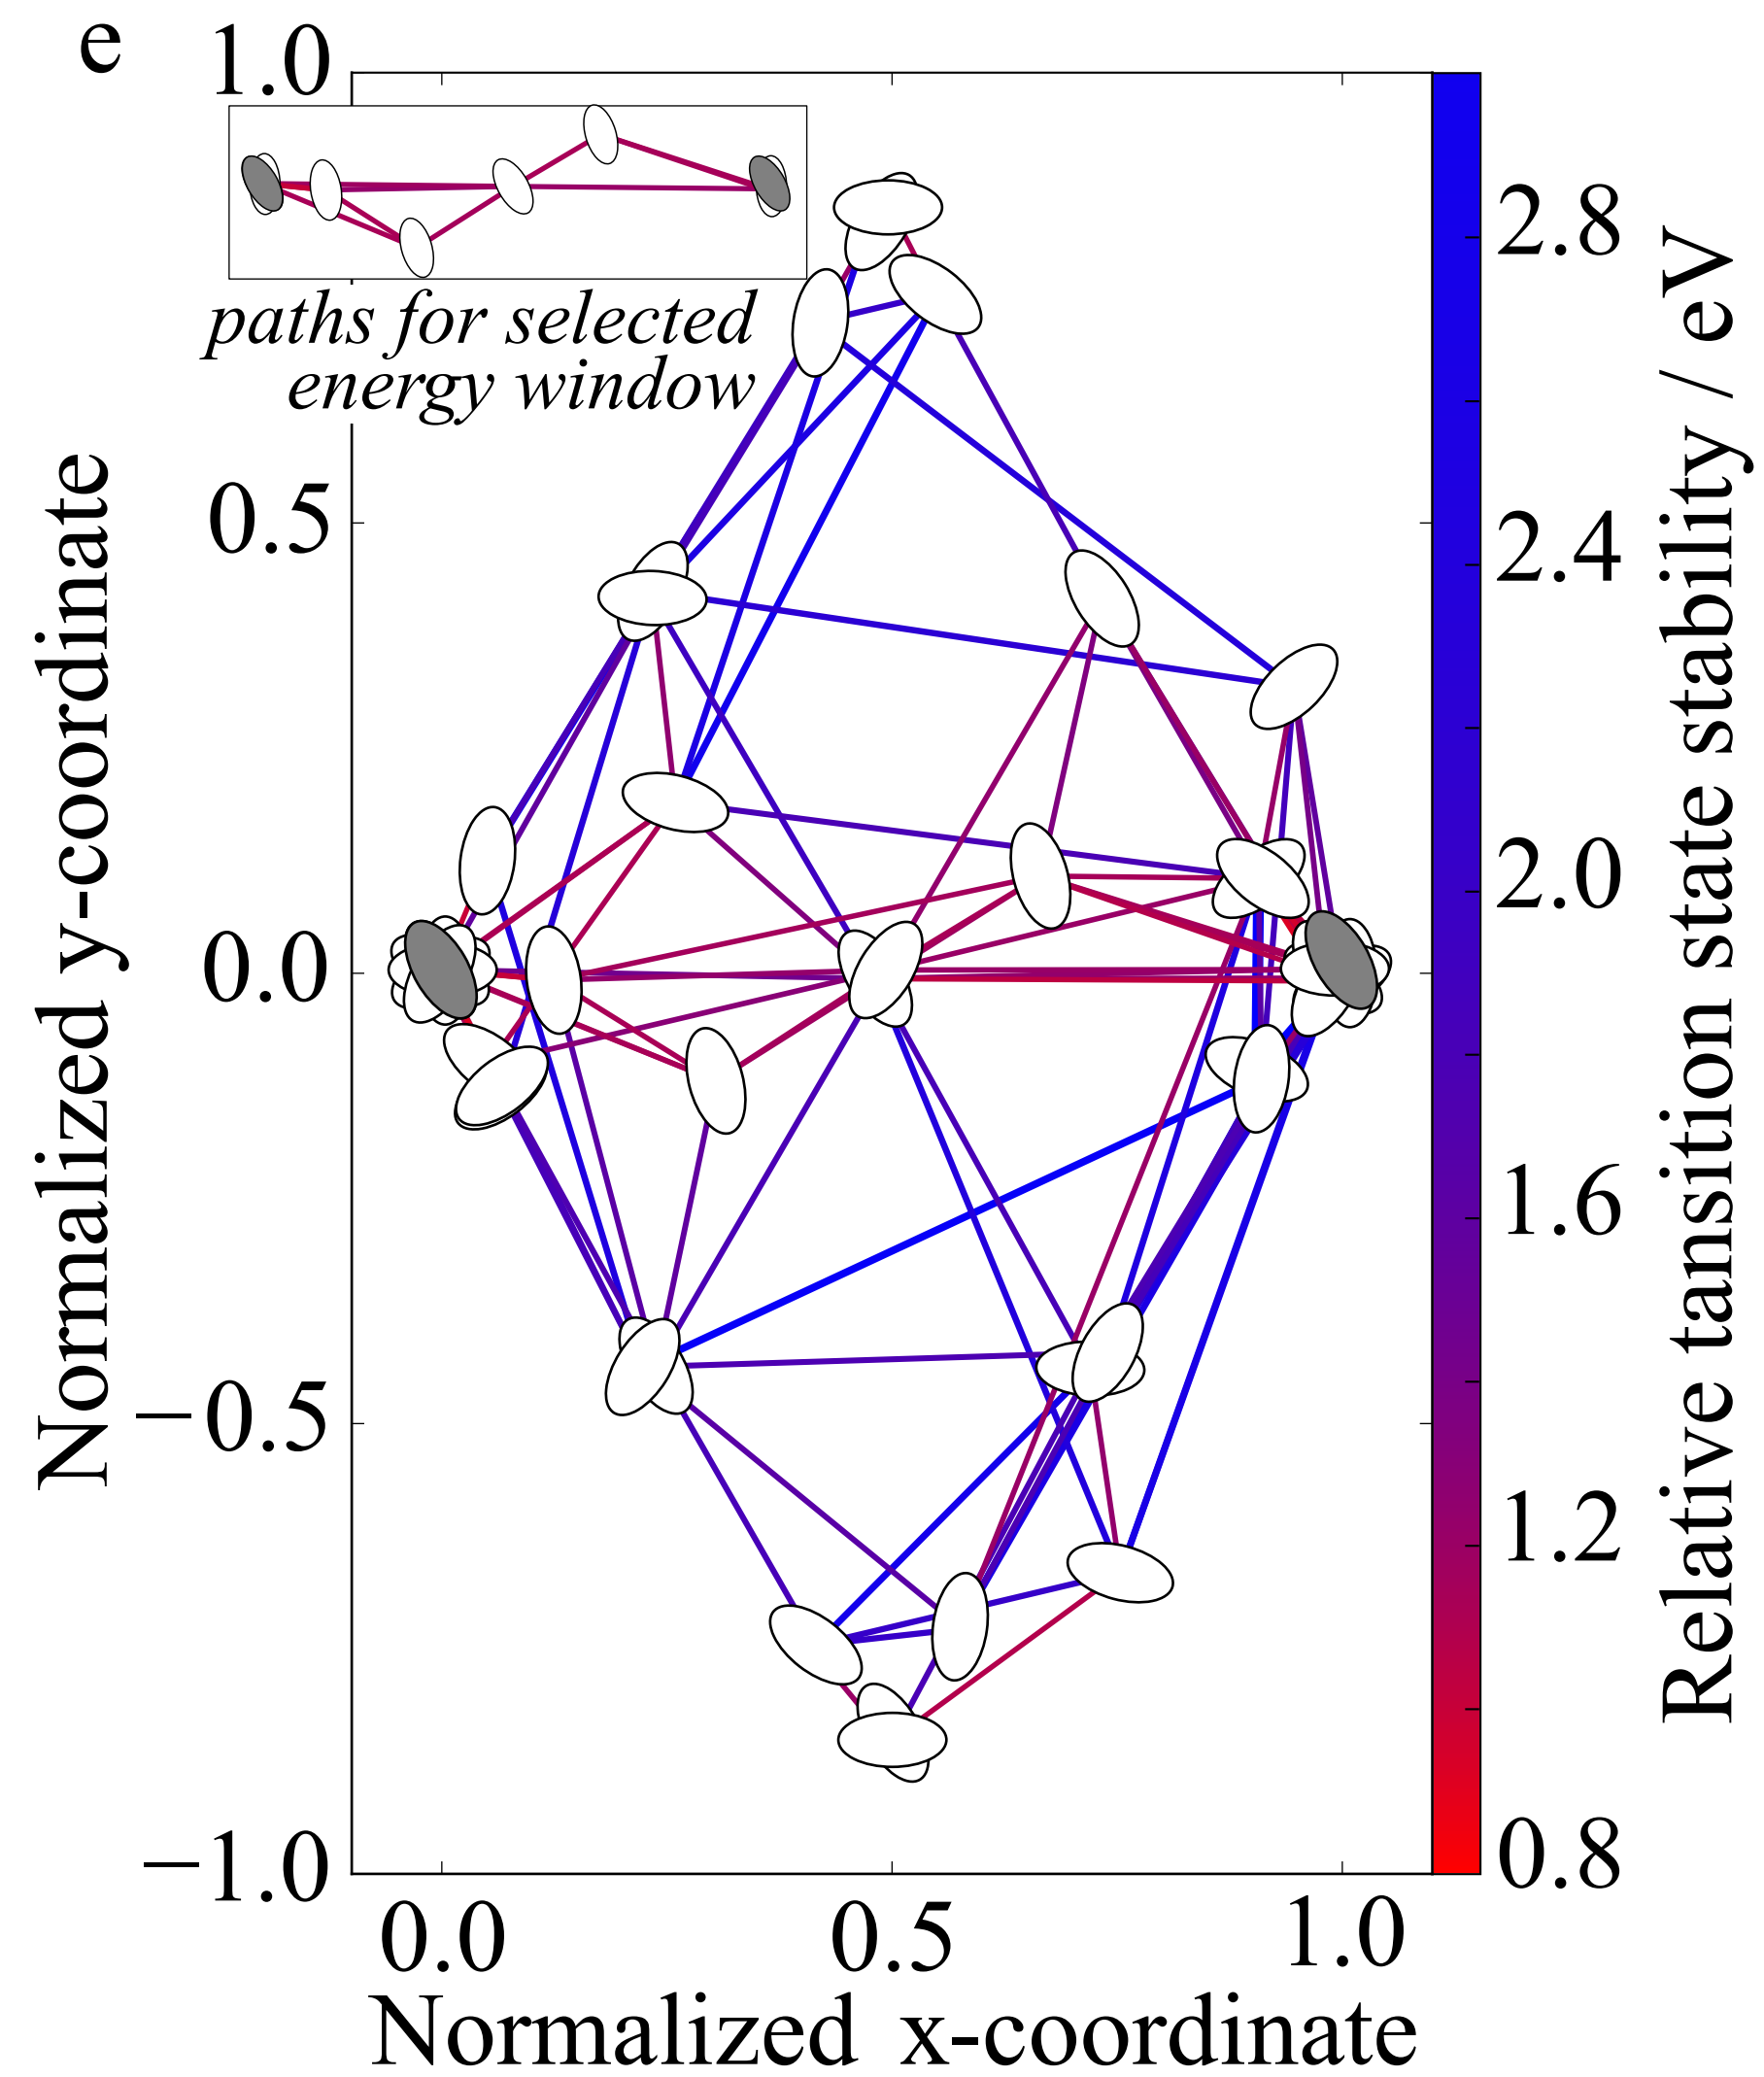 e
1.0
paths for selected
energy window
0.5
0.0
−0.5
−1.0
Normalized y-coordinate
0.0 0.5 1.0
Normalized x-coordinate
2.8
2.4
2.0
1.6
1.2
0.8
Relative tansition state stability / eV